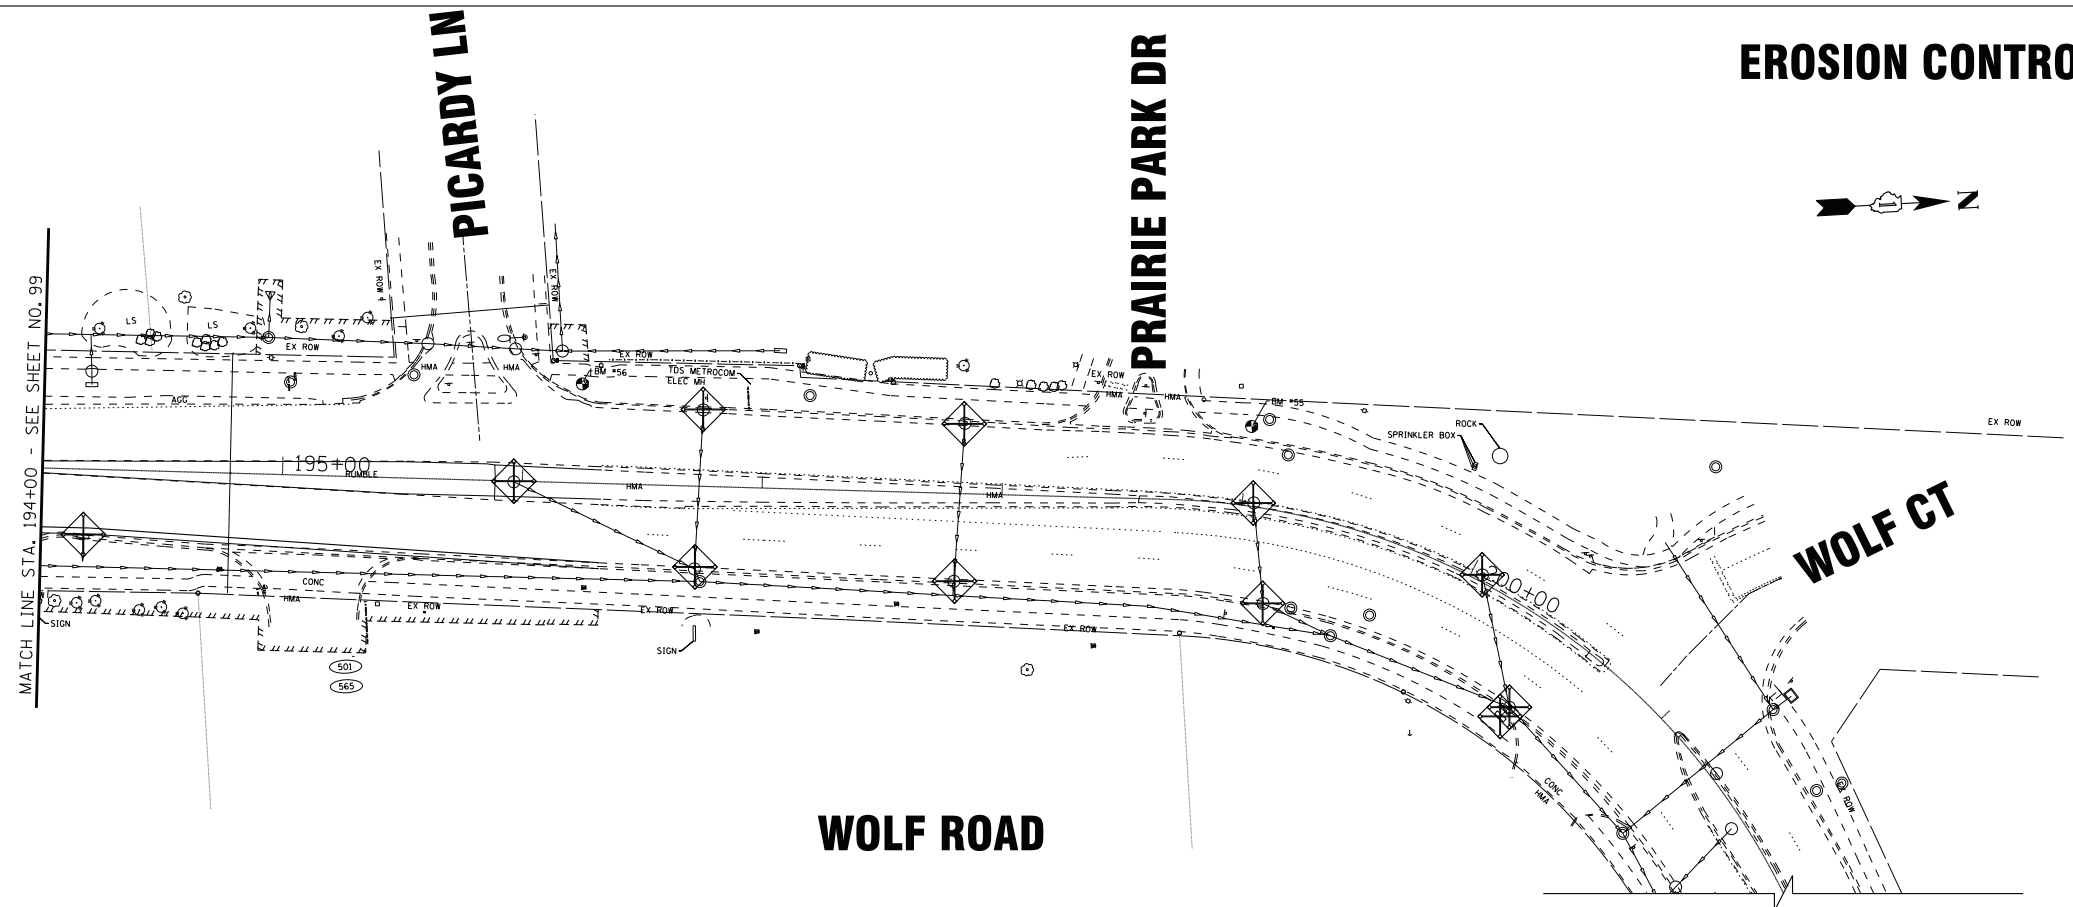 EROSION CONTRO
PICARDY LN
PRAIRIE PARK DR
N
MATCH LINE STA. 194+00 - SEE SHEET NO. 99
EX ROW
EX ROW
LS
LS
EX ROW
HMA
HMA
EX ROW
BM #56
TDS METROCOM
ELEC MH
EX ROW
HMA
HMA
BM #55
AGG
ROCK
SPRINKLER BOX
EX ROW
195+00
RUMBLE
HMA
HMA
WOLF CT
200+00
CONC
HMA
EX ROW
EX ROW
EX ROW
SIGN
SIGN
501
565
CONC
HMA
ROW
WOLF ROAD